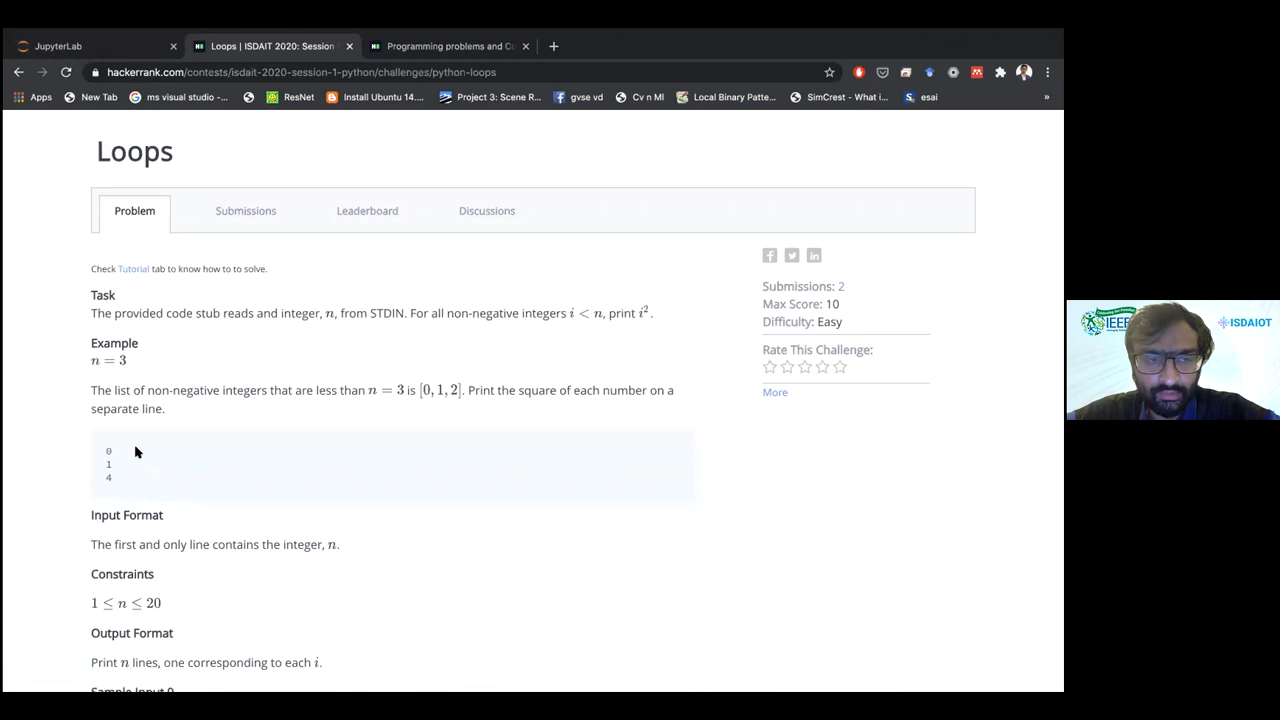 JupyterLab
Loops | ISDAIT 2020: Session
Programming problems and Co
hackerrank.com/contests/isdait-2020-session-1-python/challenges/python-loops
Apps
New Tab
ms visual studio -...
ResNet
Install Ubuntu 14....
Project 3: Scene R...
gvse vd
Cv n Ml
Local Binary Patte...
SimCrest - What i...
esai
»
Loops
Problem
Submissions
Leaderboard
Discussions
Check Tutorial tab to know how to to solve.
Task
The provided code stub reads and integer, n, from STDIN. For all non-negative integers i < n, print i².
Example
n = 3
The list of non-negative integers that are less than n = 3 is [0, 1, 2]. Print the square of each number on a
separate line.
0
1
4
Input Format
The first and only line contains the integer, n.
Constraints
1 ≤ n ≤ 20
Output Format
Print n lines, one corresponding to each i.
Sample Input 0
Submissions: 2
Max Score: 10
Difficulty: Easy
Rate This Challenge:
More
IEEE
ISDAIOT